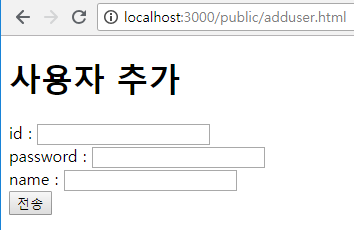 localhost:3000/public/adduser.html
사용자 추가
id :
password :
name :
전송